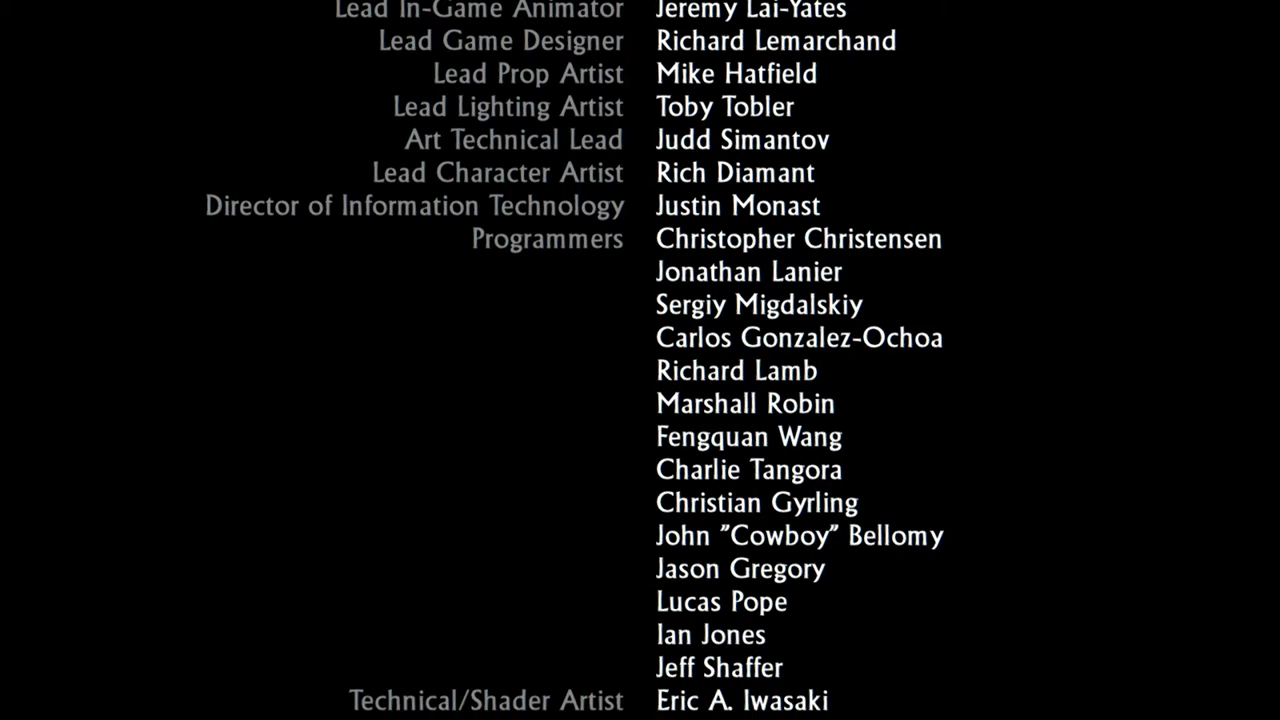 Lead In-Game Animator Jeremy Lai-Yates
Lead Game Designer Richard Lemarchand
Lead Prop Artist Mike Hatfield
Lead Lighting Artist Toby Tobler
Art Technical Lead Judd Simantov
Lead Character Artist Rich Diamant
Director of Information Technology Justin Monast
Programmers Christopher Christensen
Jonathan Lanier
Sergiy Migdalskiy
Carlos Gonzalez-Ochoa
Richard Lamb
Marshall Robin
Fengquan Wang
Charlie Tangora
Christian Gyrling
John ”Cowboy” Bellomy
Jason Gregory
Lucas Pope
Ian Jones
Jeff Shaffer
Technical/Shader Artist Eric A. Iwasaki